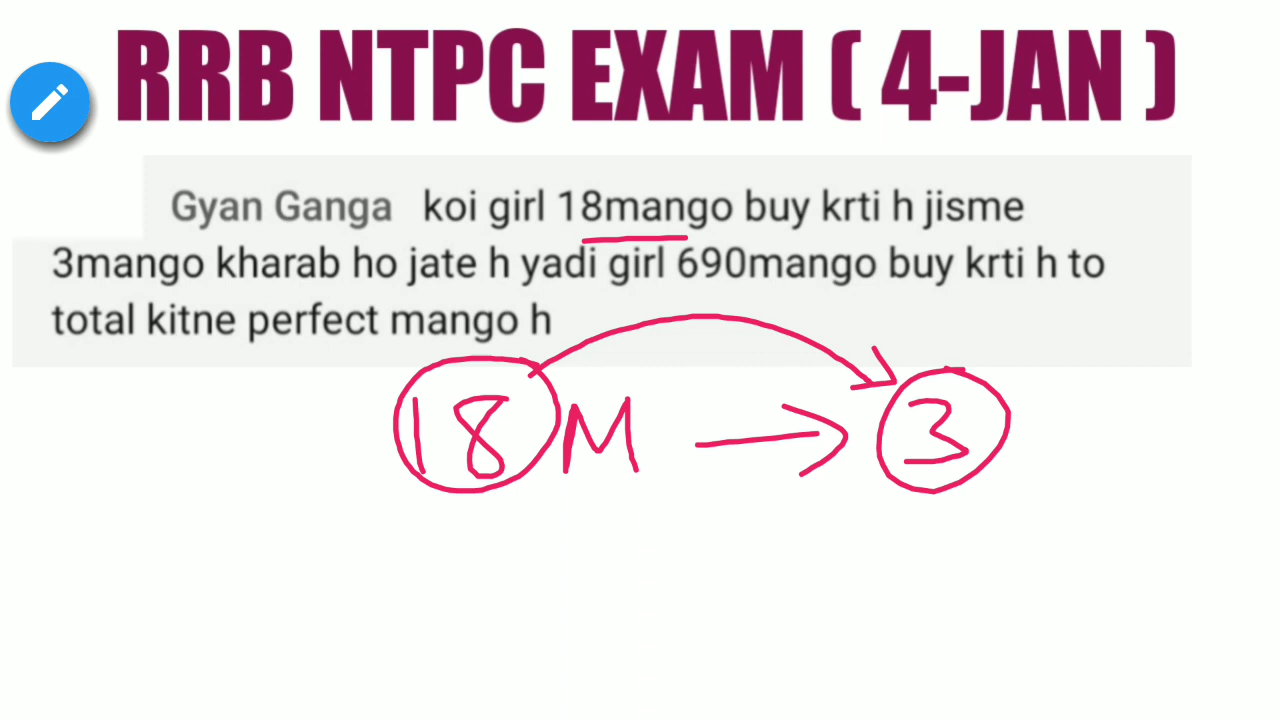 RRB NTPC EXAM ( 4-JAN )
Gyan Ganga koi girl 18mango buy krti h jisme
3mango kharab ho jate h yadi girl 690mango buy krti h to
total kitne perfect mango h
18 M → 3